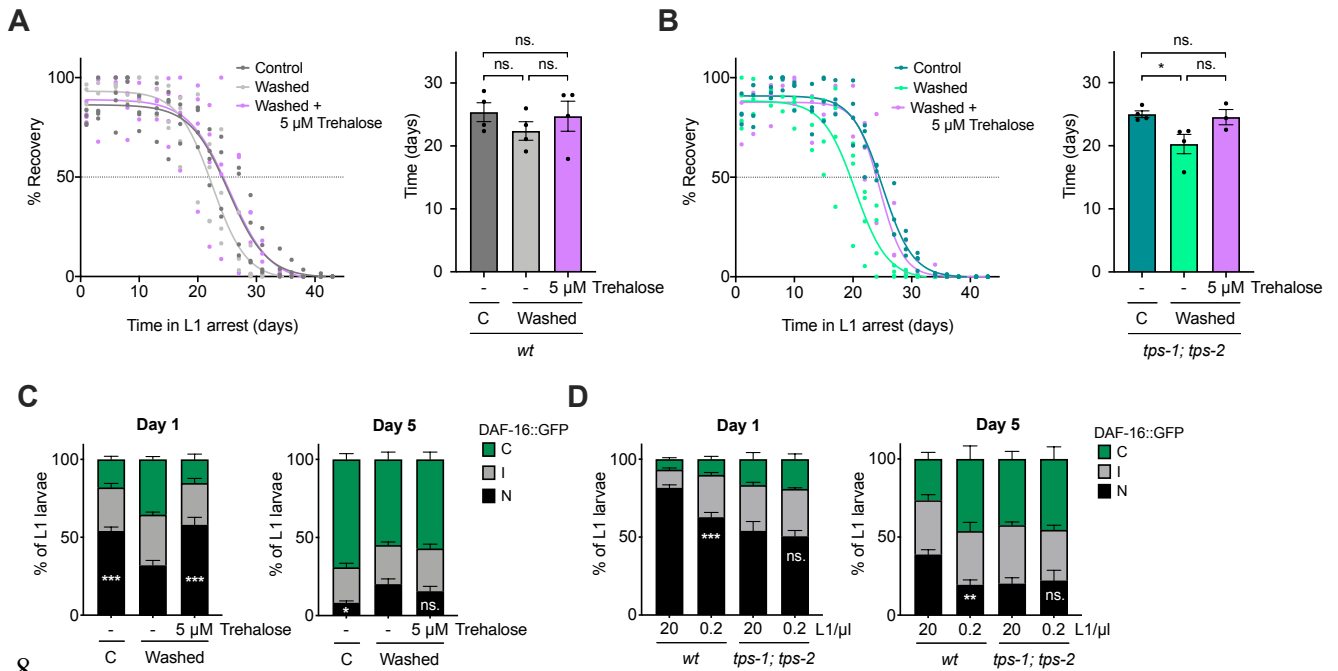 A
% Recovery
100
50
0
0 10 20 30 40
Time in L1 arrest (days)
Control
Washed
Washed +
5 µM Trehalose
Time (days)
30
20
10
0
ns.
ns. ns.
- - 5 µM Trehalose
C Washed
wt
B
% Recovery
100
50
0
0 10 20 30 40
Time in L1 arrest (days)
Control
Washed
Washed +
5 µM Trehalose
Time (days)
30
20
10
0
ns.
* ns.
- - 5 µM Trehalose
C Washed
tps-1; tps-2
C
Day 1
% of L1 larvae
100
50
0
*** ***
- - 5 µM Trehalose
C Washed
Day 5
% of L1 larvae
100
50
0
* ns.
- - 5 µM Trehalose
C Washed
DAF-16::GFP
C
I
N
D
Day 1
% of L1 larvae
100
50
0
*** ns.
20 0.2 20 0.2
wt tps-1; tps-2
Day 5
% of L1 larvae
100
50
0
** ns.
20 0.2 20 0.2 L1/µl
wt tps-1; tps-2
DAF-16::GFP
C
I
N